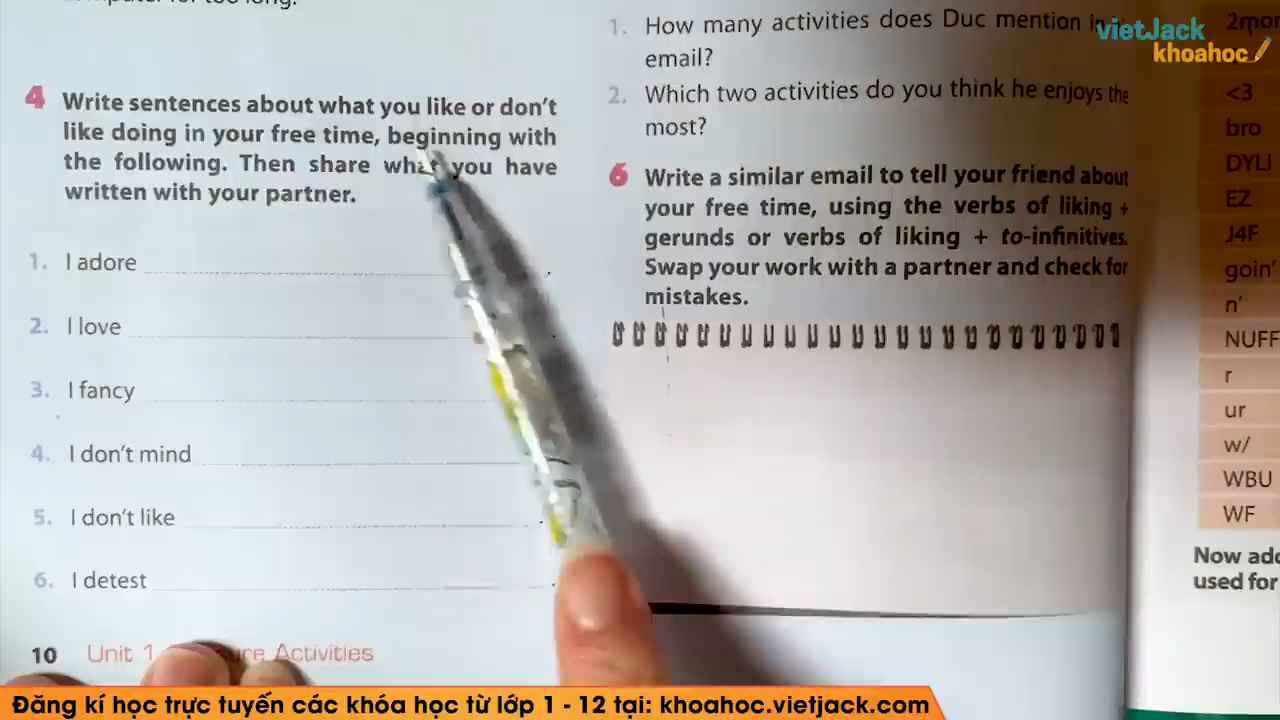 4 Write sentences about what you like or don't
like doing in your free time, beginning with
the following. Then share what you have
written with your partner.
1. I adore
2. I love
3. I fancy
4. I don't mind
5. I don't like
6. I detest
10 Unit 1 Activities
1. How many activities does Duc mention in
email?
2. Which two activities do you think he enjoys the
most?
6 Write a similar email to tell your friend about
your free time, using the verbs of liking +
gerunds or verbs of liking + to-infinitives.
Swap your work with a partner and check for
mistakes.
vietJack
khoahoc
<3
bro
DYLI
EZ
J4F
goin'
n'
NUFF
r
ur
w/
WBU
WF
Now
used for
Đăng kí học trực tuyến các khóa học từ lớp 1 - 12 tại: khoahoc.vietjack.com